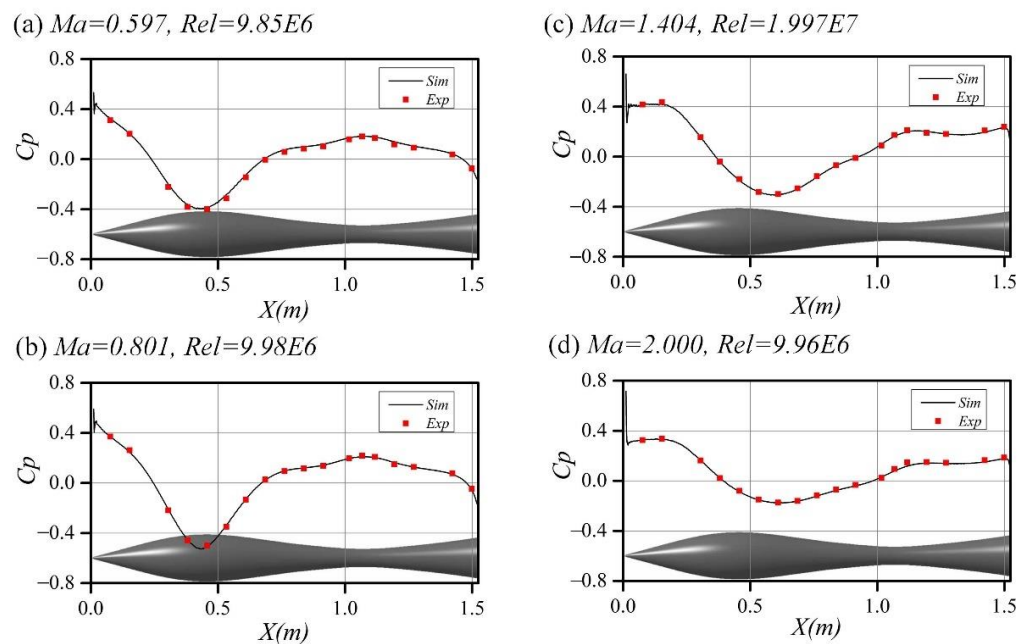 (a) Ma=0.597, Rel=9.85E6
0.8
0.4
0.0
−0.4
−0.8
Cp
Sim
Exp
0.0 0.5 1.0 1.5
X(m)
(c) Ma=1.404, Rel=1.997E7
0.8
0.4
0.0
−0.4
−0.8
Cp
Sim
Exp
0.0 0.5 1.0 1.5
X(m)
(b) Ma=0.801, Rel=9.98E6
0.8
0.4
0.0
−0.4
−0.8
Cp
Sim
Exp
0.0 0.5 1.0 1.5
X(m)
(d) Ma=2.000, Rel=9.96E6
0.8
0.4
0.0
−0.4
−0.8
Cp
Sim
Exp
0.0 0.5 1.0 1.5
X(m)